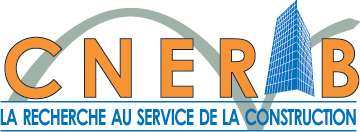 CNERIB
LA RECHERCHE AU SERVICE DE LA CONSTRUCTION